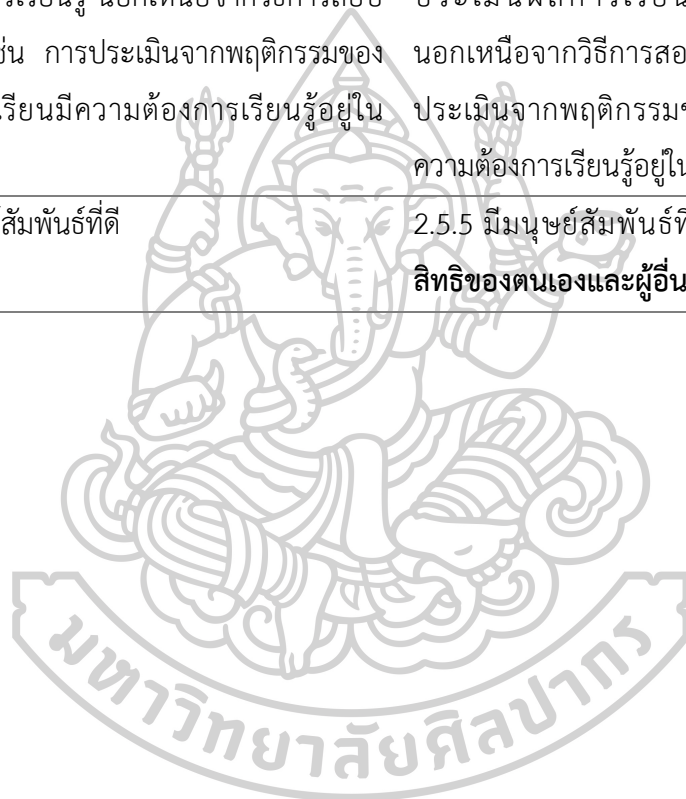 เช่น การประเมินจากพฤติกรรมของ
เรียนมีความต้องการเรียนรู้อยู่ใน
สัมพันธ์ที่ดี
นอกเหนือจากวิธีการสอ
ประเมินจากพฤติกรรม
ความต้องการเรียนรู้อยู่ใน
2.5.5 มีมนุษย์สัมพันธ์ที่
สิทธิของตนเองและผู้อื่น
มหาวิทยาลัยศิลปากร